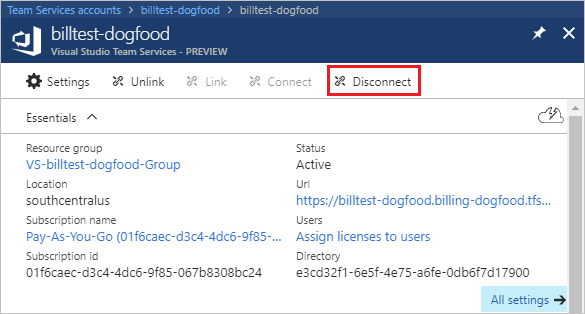 Team Services accounts > billtest-dogfood > billtest-dogfood
billtest-dogfood
Visual Studio Team Services - PREVIEW
Settings Unlink Link Connect Disconnect
Essentials
Resource group Status
VS-billtest-dogfood-Group Active
Location Url
southcentralus https://billtest-dogfood.billing-dogfood.tfs...
Subscription name Users
Pay-As-You-Go (01f6caec-d3c4-4dc6-9f85-... Assign licenses to users
Subscription id Directory
01f6caec-d3c4-4dc6-9f85-067b8308bc24 e3cd32f1-6e5f-4e75-a6fe-0db6f7d17900
All settings →